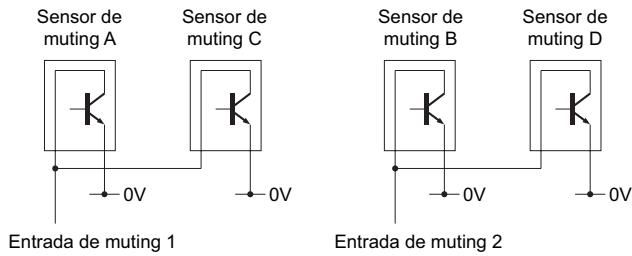 Sensor de
muting A
Sensor de
muting C
Sensor de
muting B
Sensor de
muting D
0V
0V
0V
0V
Entrada de muting 1
Entrada de muting 2